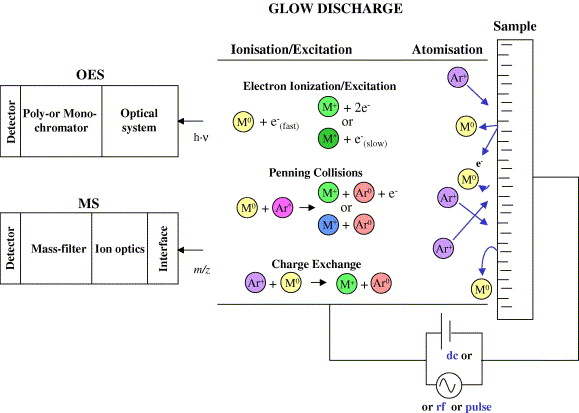 GLOW DISCHARGE
Sample
Ionisation/Excitation
Atomisation
OES
Detector
Poly-or Mono-
chromator
Optical
system
h-ν
MS
Detector
Mass-filter
Ion optics
Interface
m/z
Electron Ionization/Excitation
M⁰ + e⁻(fast)
M⁺ + 2e⁻
or
M* + e⁻(slow)
Penning Collisions
M⁰ + Ar*
M⁺ + Ar⁰ + e⁻
or
M* + Ar⁰
Charge Exchange
Ar⁺ + M⁰
M⁺ + Ar⁰
Ar⁺
M⁰
e⁻
M⁰
Ar⁺
Ar⁺
M⁰
dc or
or rf or pulse